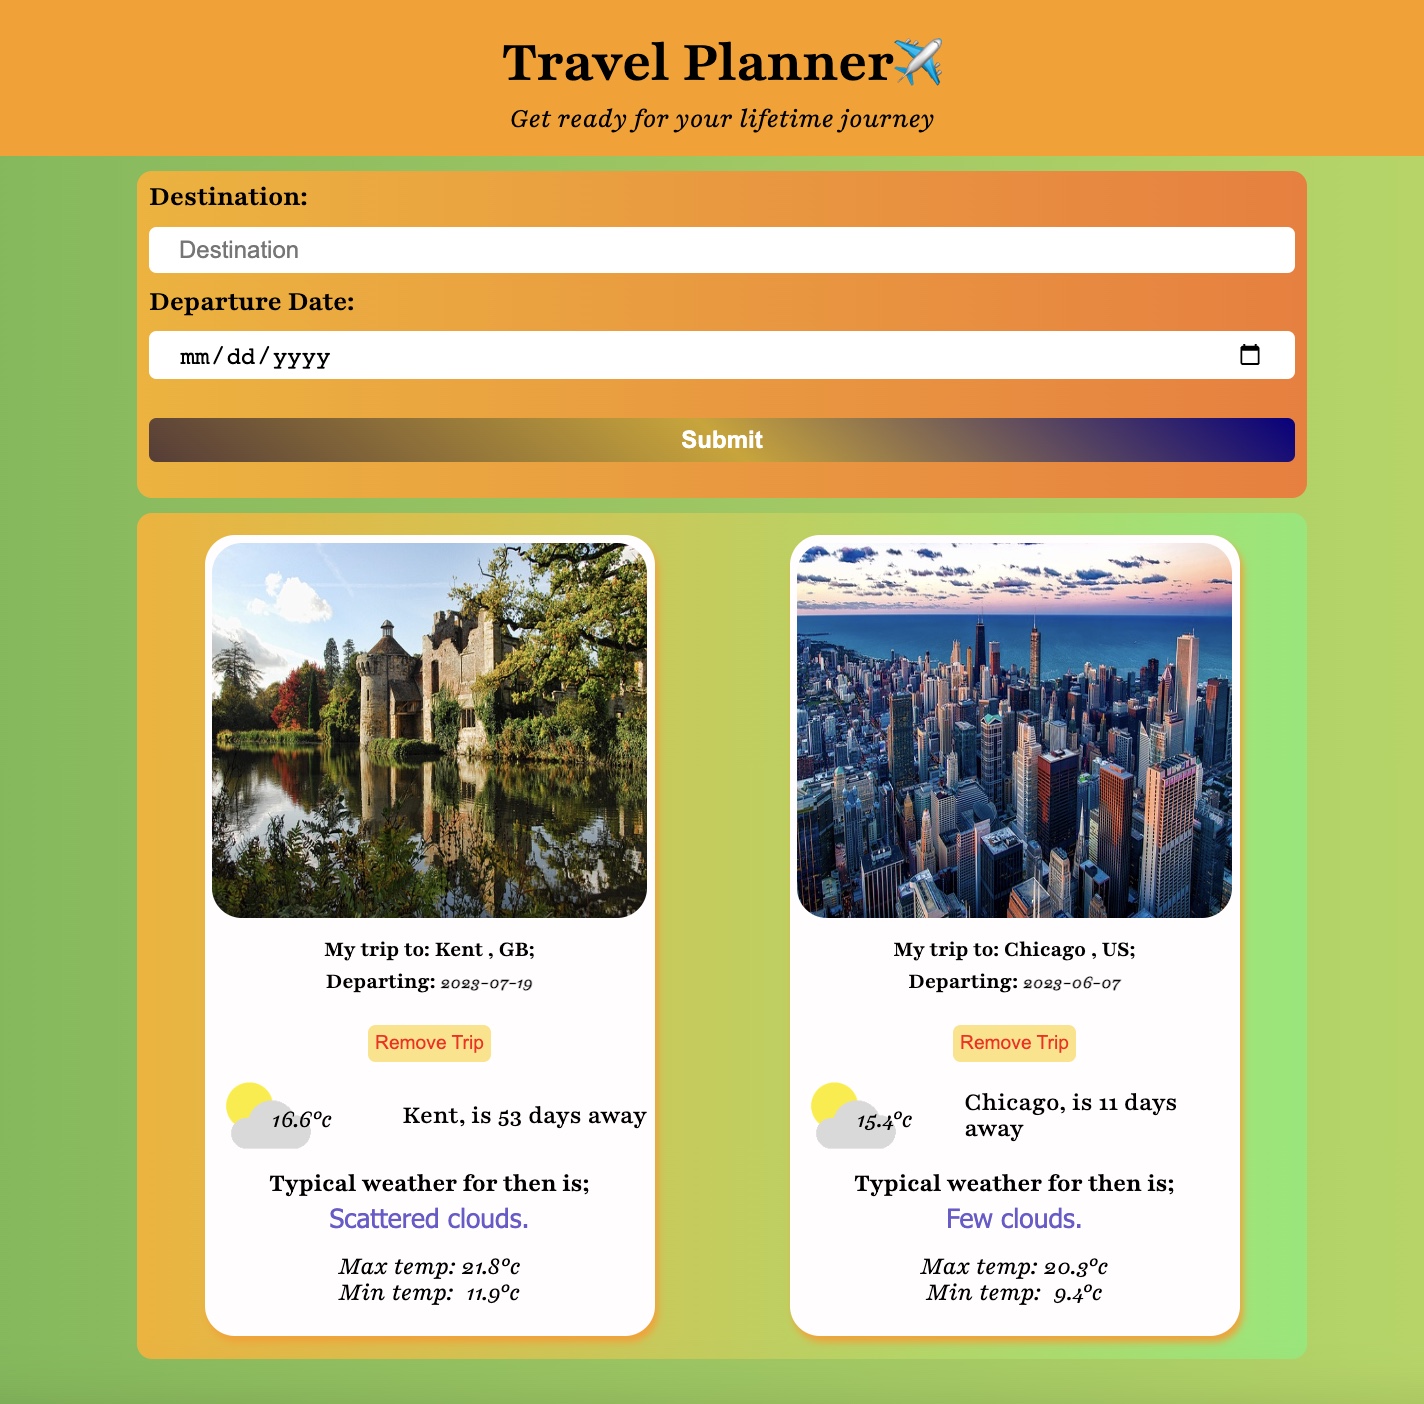 Travel Planner✈️
Get ready for your lifetime journey
Destination:
Destination
Departure Date:
mm/dd/yyyy
Submit
My trip to: Kent , GB;
Departing: 2023-07-19
Remove Trip
16.6°c
Kent, is 53 days away
Typical weather for then is;
Scattered clouds.
Max temp: 21.8°c
Min temp: 11.9°c
My trip to: Chicago , US;
Departing: 2023-06-07
Remove Trip
15.4°c
Chicago, is 11 days
away
Typical weather for then is;
Few clouds.
Max temp: 20.3°c
Min temp: 9.4°c